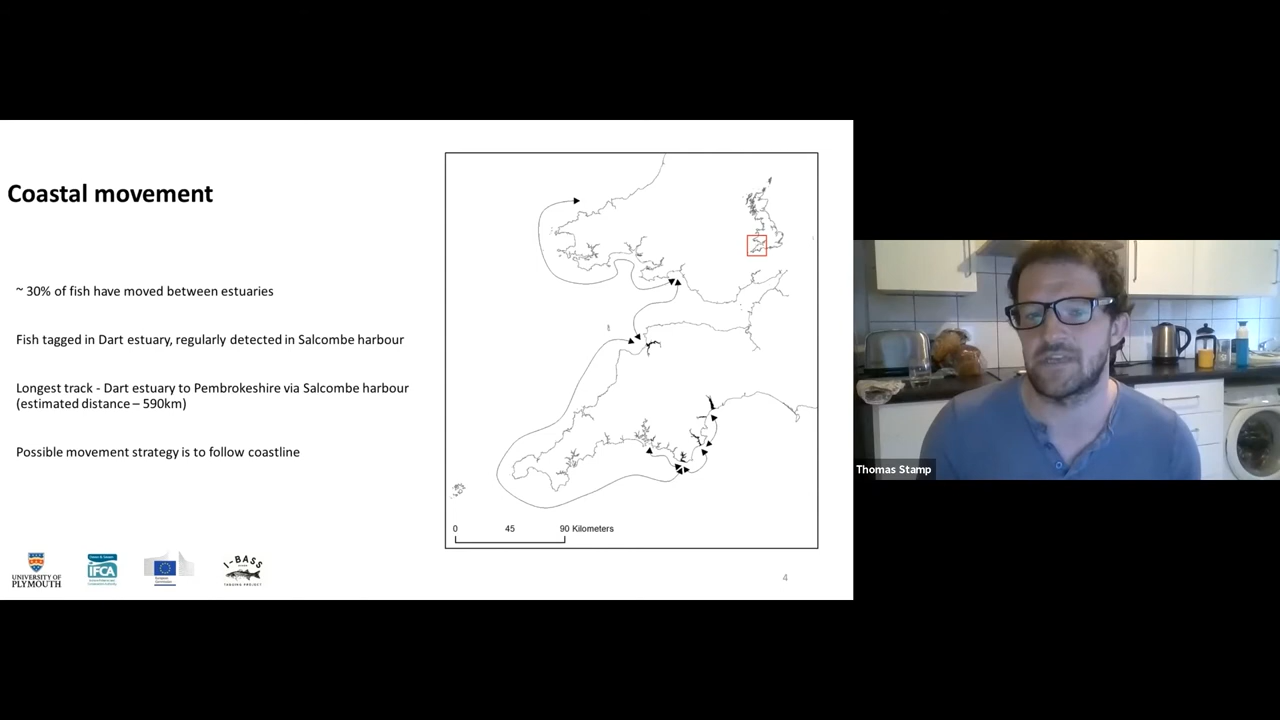 Coastal movement
~ 30% of fish have moved between estuaries
Fish tagged in Dart estuary, regularly detected in Salcombe harbour
Longest track - Dart estuary to Pembrokeshire via Salcombe harbour
(estimated distance – 590km)
Possible movement strategy is to follow coastline
0 45 90 Kilometers
UNIVERSITY OF
PLYMOUTH
IFCA
I-BASS
4
Thomas Stamp